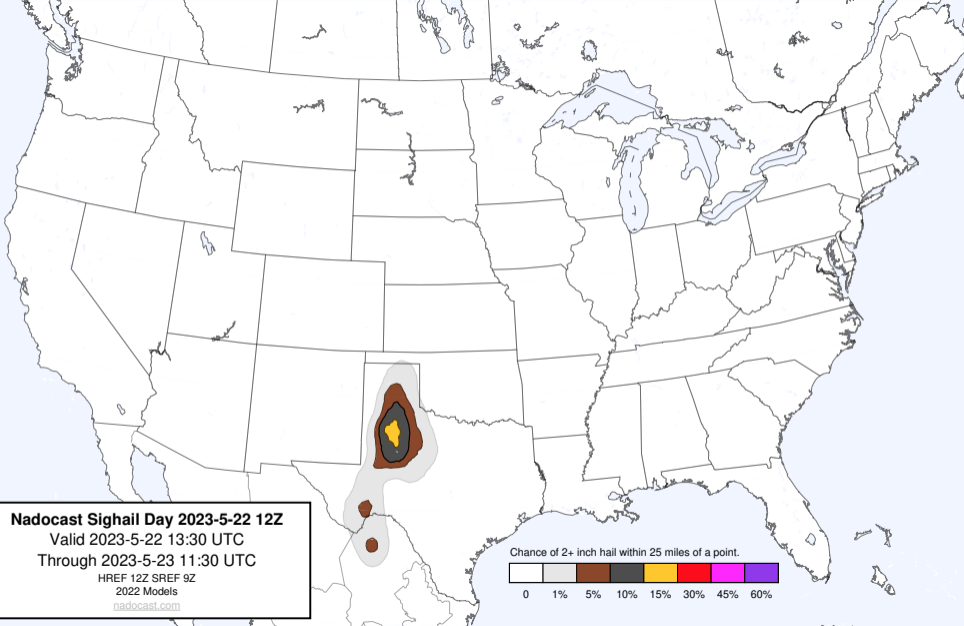 Nadocast Sighail Day 2023-5-22 12Z
Valid 2023-5-22 13:30 UTC
Through 2023-5-23 11:30 UTC
HREF 12Z SREF 9Z
2022 Models
nadocast.com
Chance of 2+ inch hail within 25 miles of a point.
0 1% 5% 10% 15% 30% 45% 60%